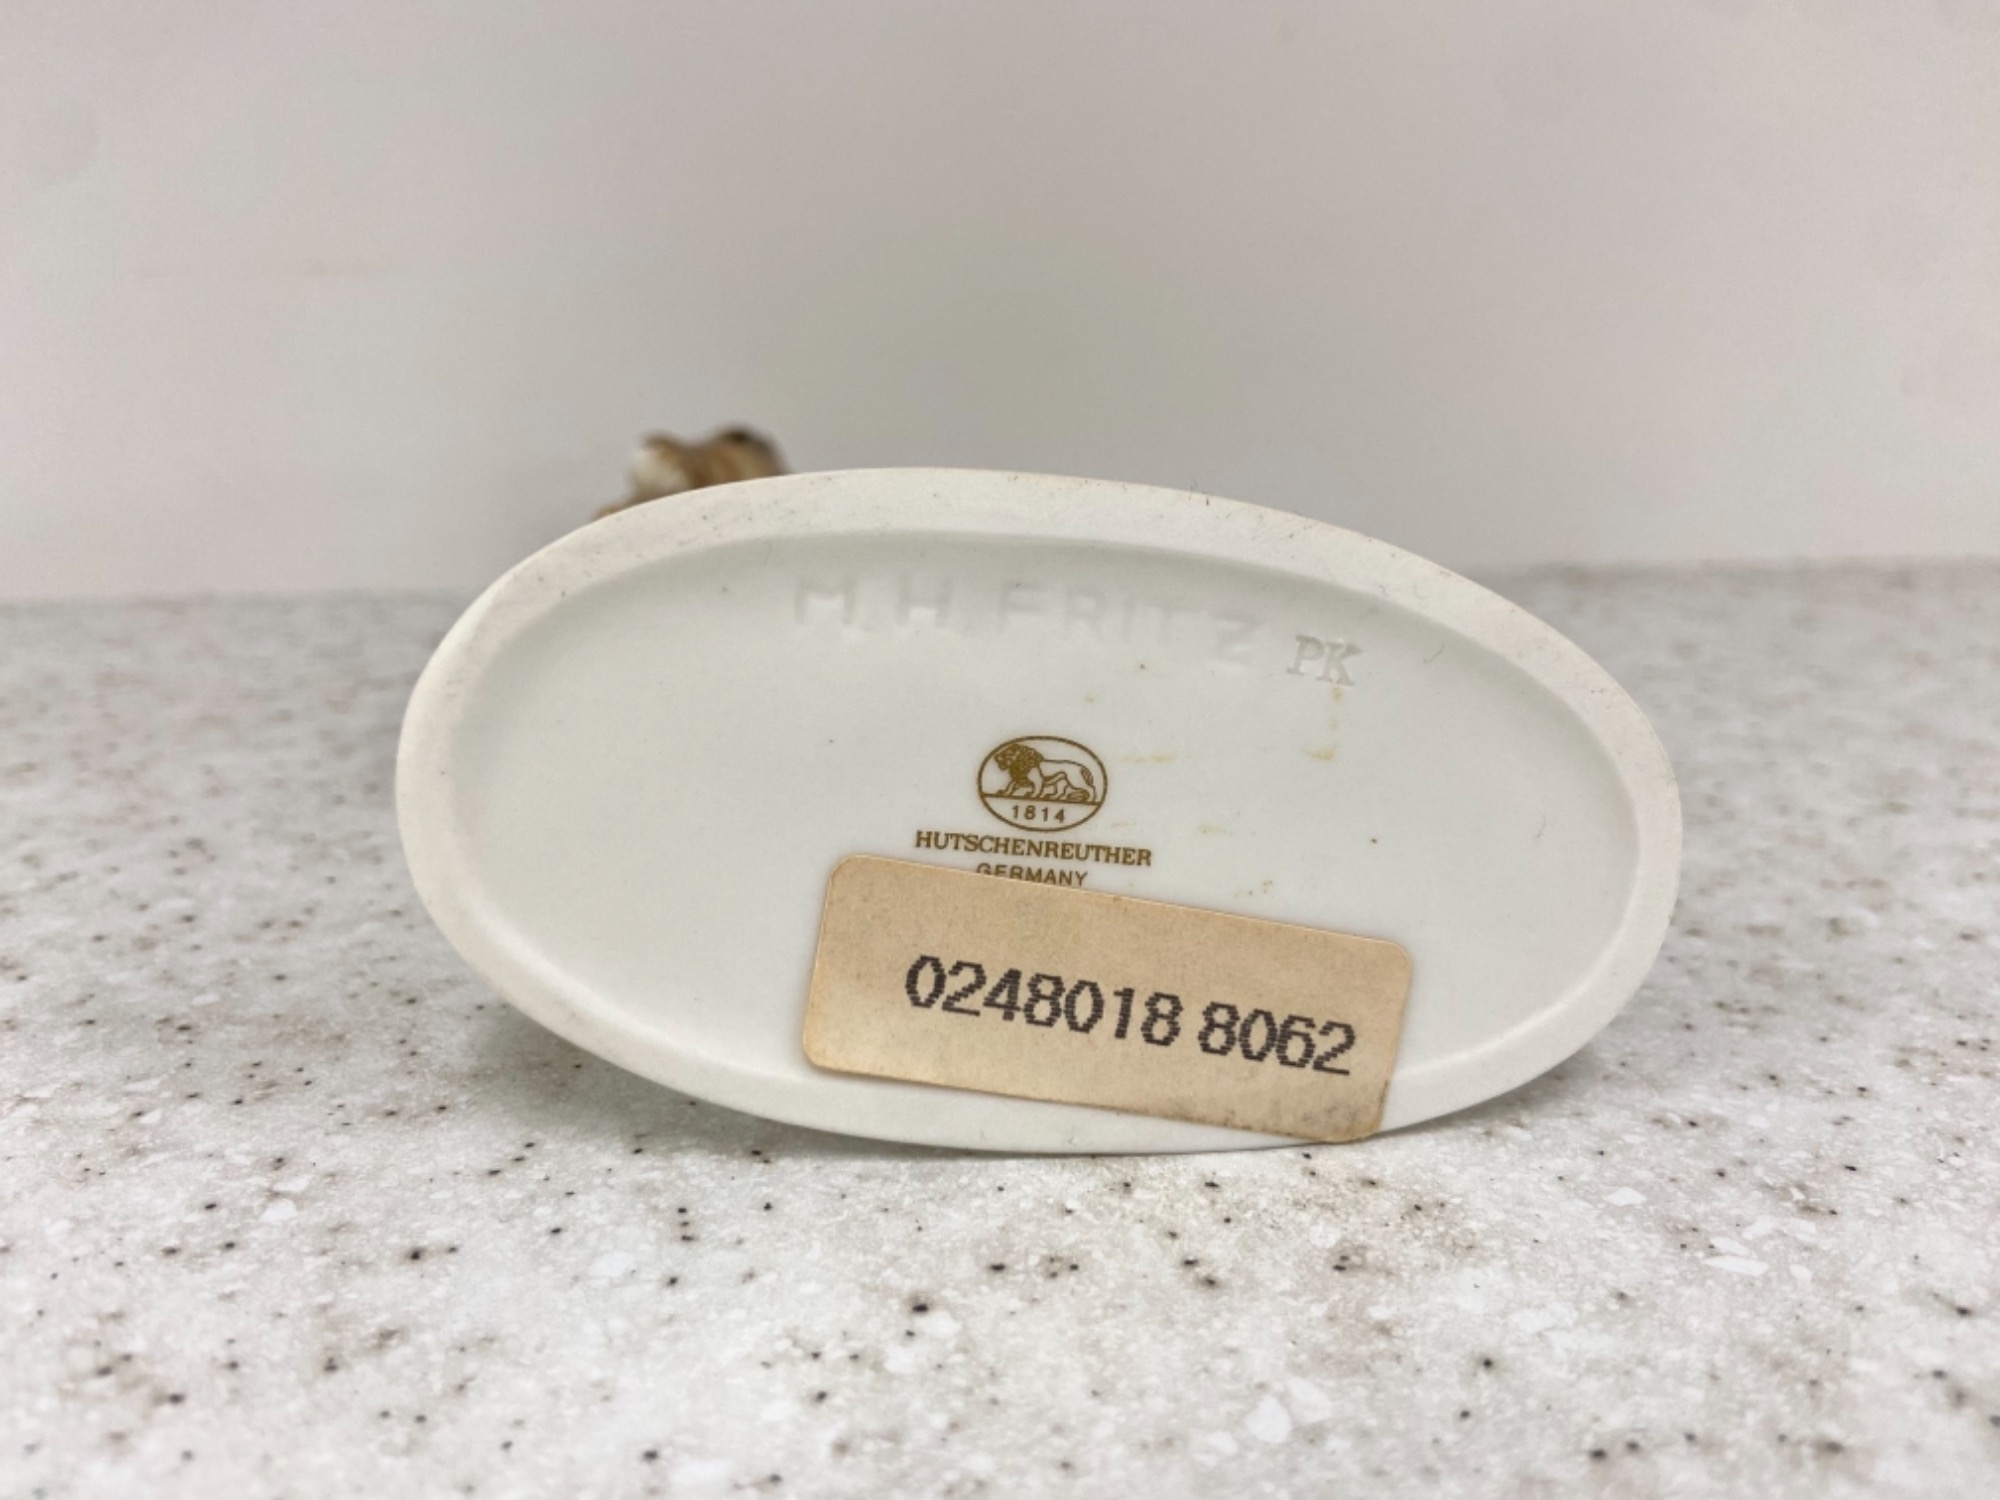 M.H.FRITZ PK
1814
HUTSCHENREUTHER
GERMANY
0248018 8062